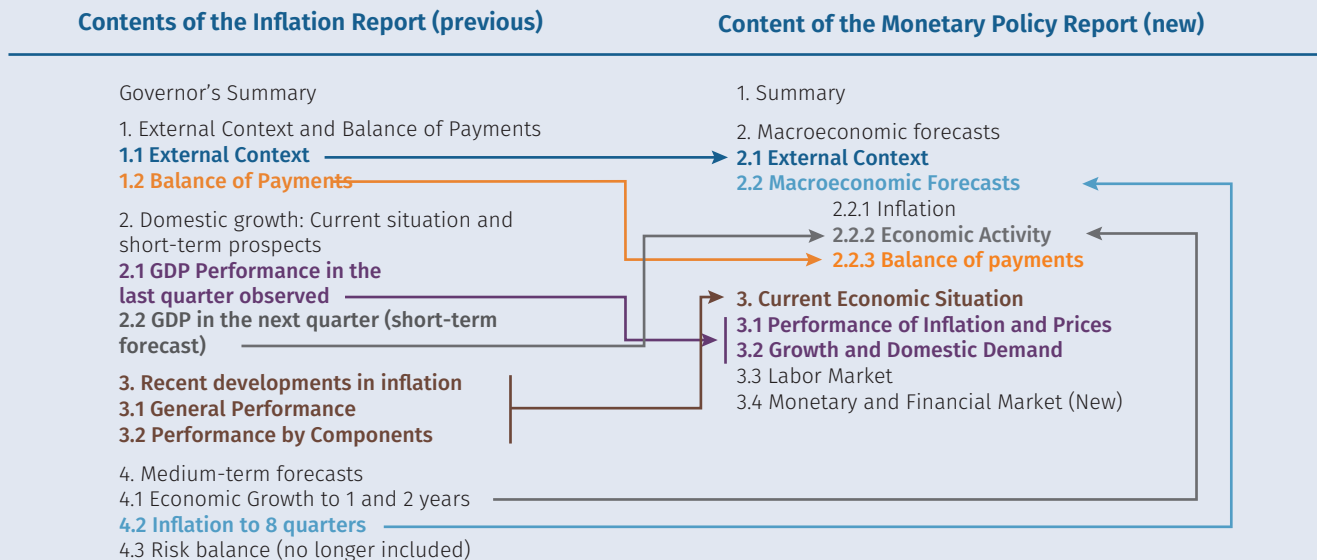 Contents of the Inflation Report (previous)
Governor’s Summary
1. External Context and Balance of Payments
1.1 External Context
1.2 Balance of Payments
2. Domestic growth: Current situation and
short-term prospects
2.1 GDP Performance in the
last quarter observed
2.2 GDP in the next quarter (short-term
forecast)
3. Recent developments in inflation
3.1 General Performance
3.2 Performance by Components
4. Medium-term forecasts
4.1 Economic Growth to 1 and 2 years
4.2 Inflation to 8 quarters
4.3 Risk balance (no longer included)
Content of the Monetary Policy Report (new)
1. Summary
2. Macroeconomic forecasts
2.1 External Context
2.2 Macroeconomic Forecasts
2.2.1 Inflation
2.2.2 Economic Activity
2.2.3 Balance of payments
3. Current Economic Situation
3.1 Performance of Inflation and Prices
3.2 Growth and Domestic Demand
3.3 Labor Market
3.4 Monetary and Financial Market (New)